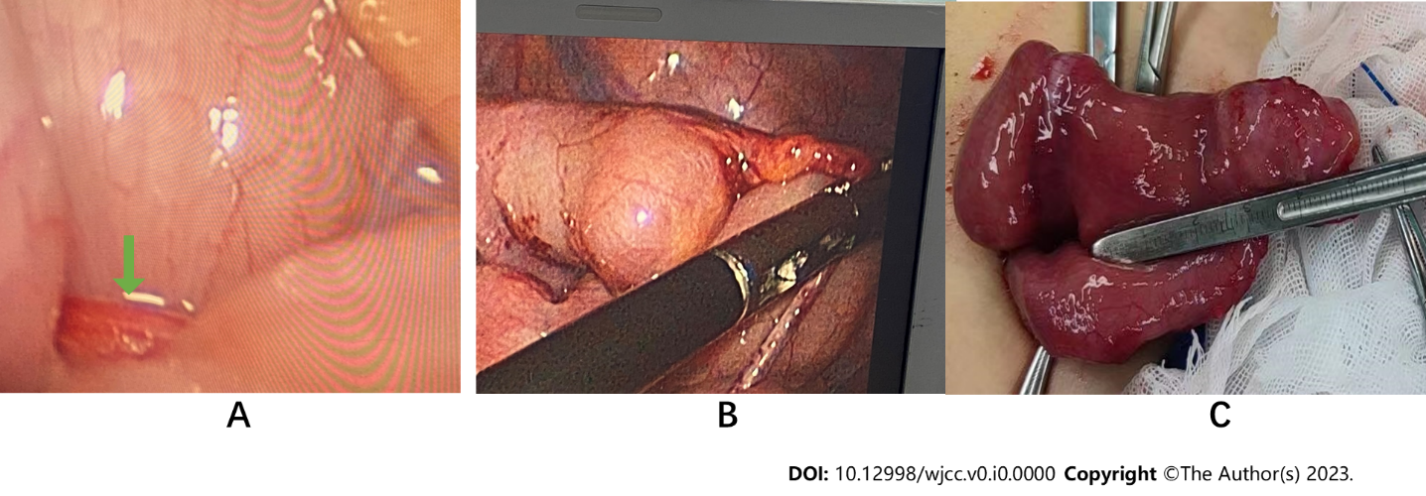 A
B
C
DOI: 10.12998/wjcc.v0.i0.0000 Copyright ©The Author(s) 2023.